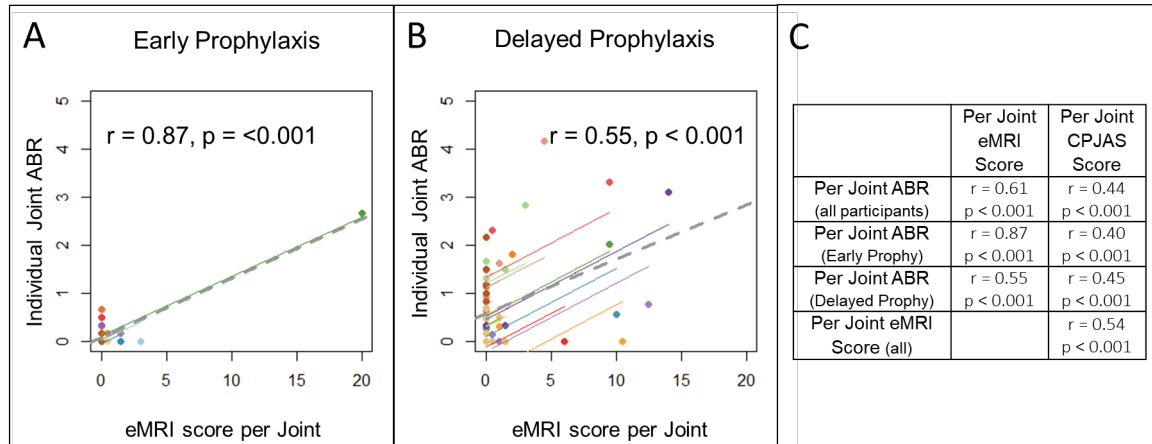 A
Early Prophylaxis
r = 0.87, p = <0.001
Individual Joint ABR
5
4
3
2
1
0
0 5 10 15 20
eMRI score per Joint
B
Delayed Prophylaxis
r = 0.55, p < 0.001
Individual Joint ABR
5
4
3
2
1
0
0 5 10 15 20
eMRI score per Joint
C
Per Joint eMRI Score
Per Joint CPJAS Score
Per Joint ABR (all participants)
r = 0.61 p < 0.001
r = 0.44 p < 0.001
Per Joint ABR (Early Prophy)
r = 0.87 p < 0.001
r = 0.40 p < 0.001
Per Joint ABR (Delayed Prophy)
r = 0.55 p < 0.001
r = 0.45 p < 0.001
Per Joint eMRI Score (all)
r = 0.54 p < 0.001